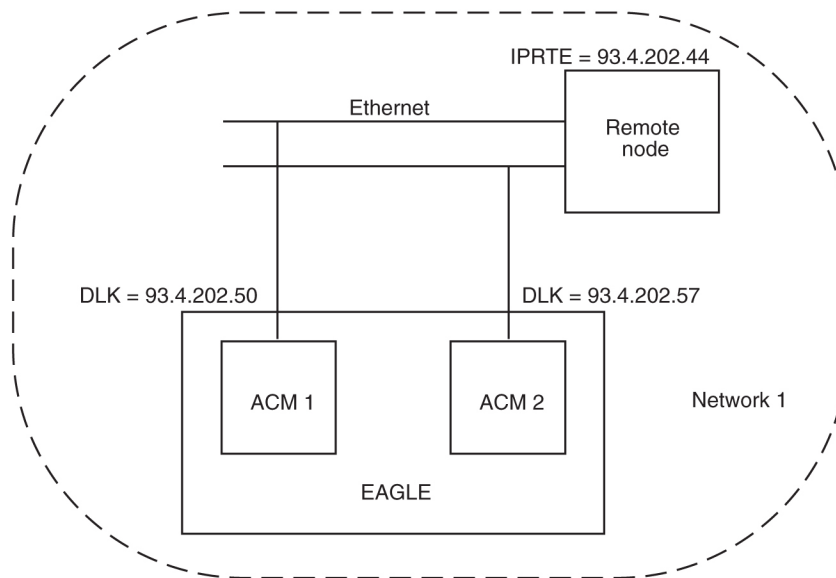 IPRTE = 93.4.202.44
Ethernet
Remote
node
DLK = 93.4.202.50
DLK = 93.4.202.57
ACM 1
ACM 2
Network 1
EAGLE